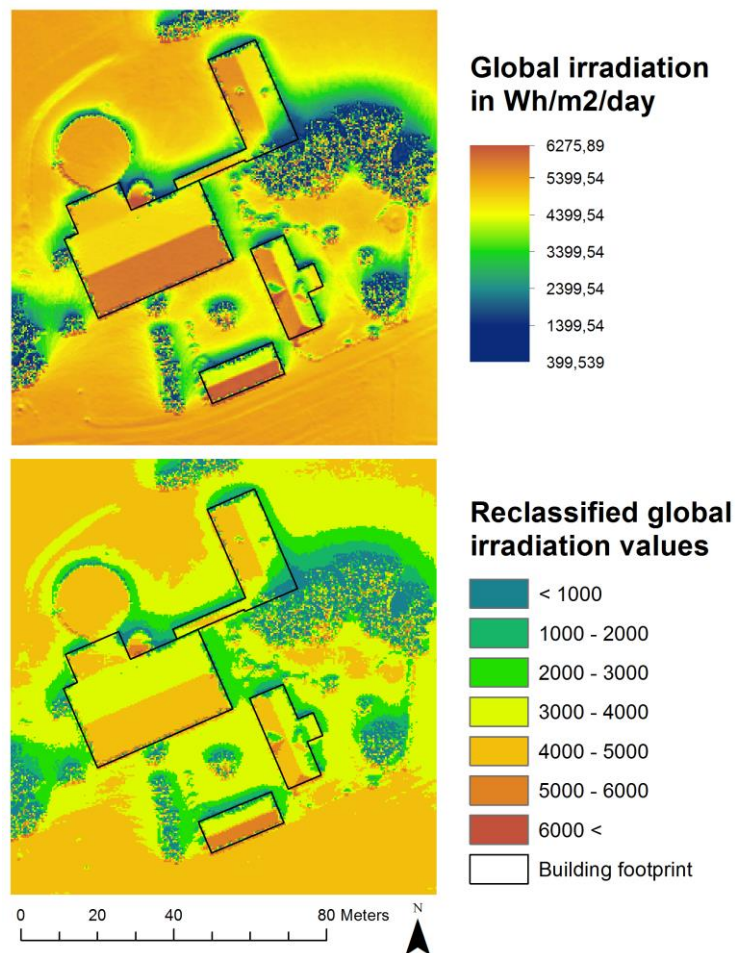 Global irradiation
in Wh/m2/day
6275,89
5399,54
4399,54
3399,54
2399,54
1399,54
399,539
Reclassified global
irradiation values
< 1000
1000 - 2000
2000 - 3000
3000 - 4000
4000 - 5000
5000 - 6000
6000 <
Building footprint
0 20 40 80 Meters
N